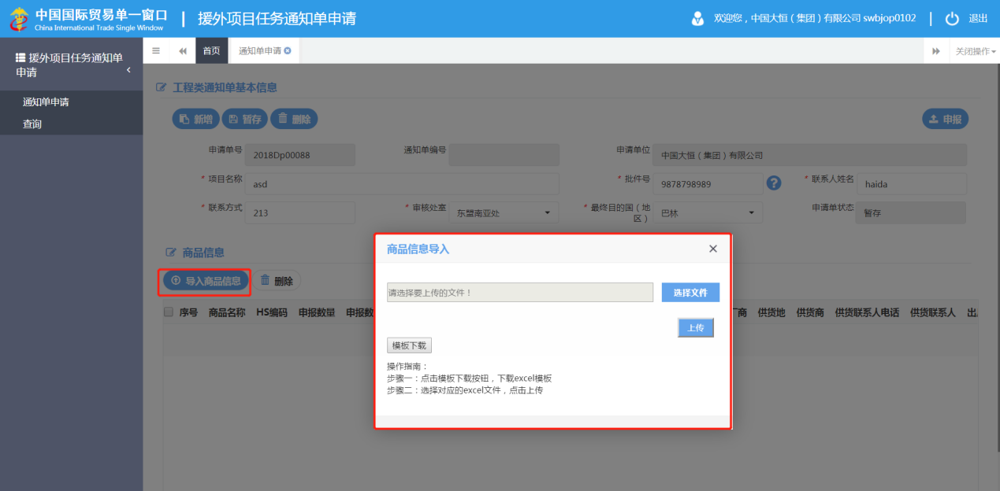 中国国际贸易单一窗口
China International Trade Single Window
援外项目任务通知单申请
欢迎您，中国大恒（集团）有限公司 swbjop0102
退出
援外项目任务通知单
申请
通知单申请
查询
首页
通知单申请
关闭操作
工程类通知单基本信息
新增
暂存
删除
申报
申请单号 2018Dp00088
通知单编号
申请单位 中国大恒（集团）有限公司
* 项目名称 asd
* 批件号 9878798989
* 联系人姓名 haida
* 联系方式 213
* 审核处室 东盟南亚处
* 最终目的国（地
区） 巴林
申请单状态 暂存
商品信息
导入商品信息
删除
序号 商品名称 HS编码 申报数量 申报数
商 供货地 供货商 供货联系人电话 供货联系人 出
商品信息导入
请选择要上传的文件！
选择文件
上传
模板下载
操作指南：
步骤一：点击模板下载按钮，下载excel模板
步骤二：选择对应的excel文件，点击上传